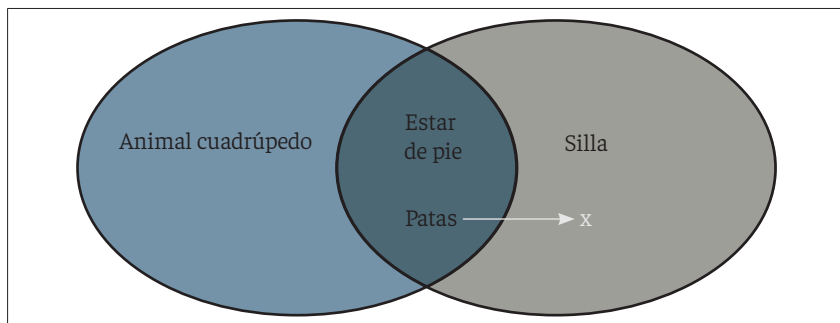 Animal cuadrúpedo
Estar
de pie
Silla
Patas
x